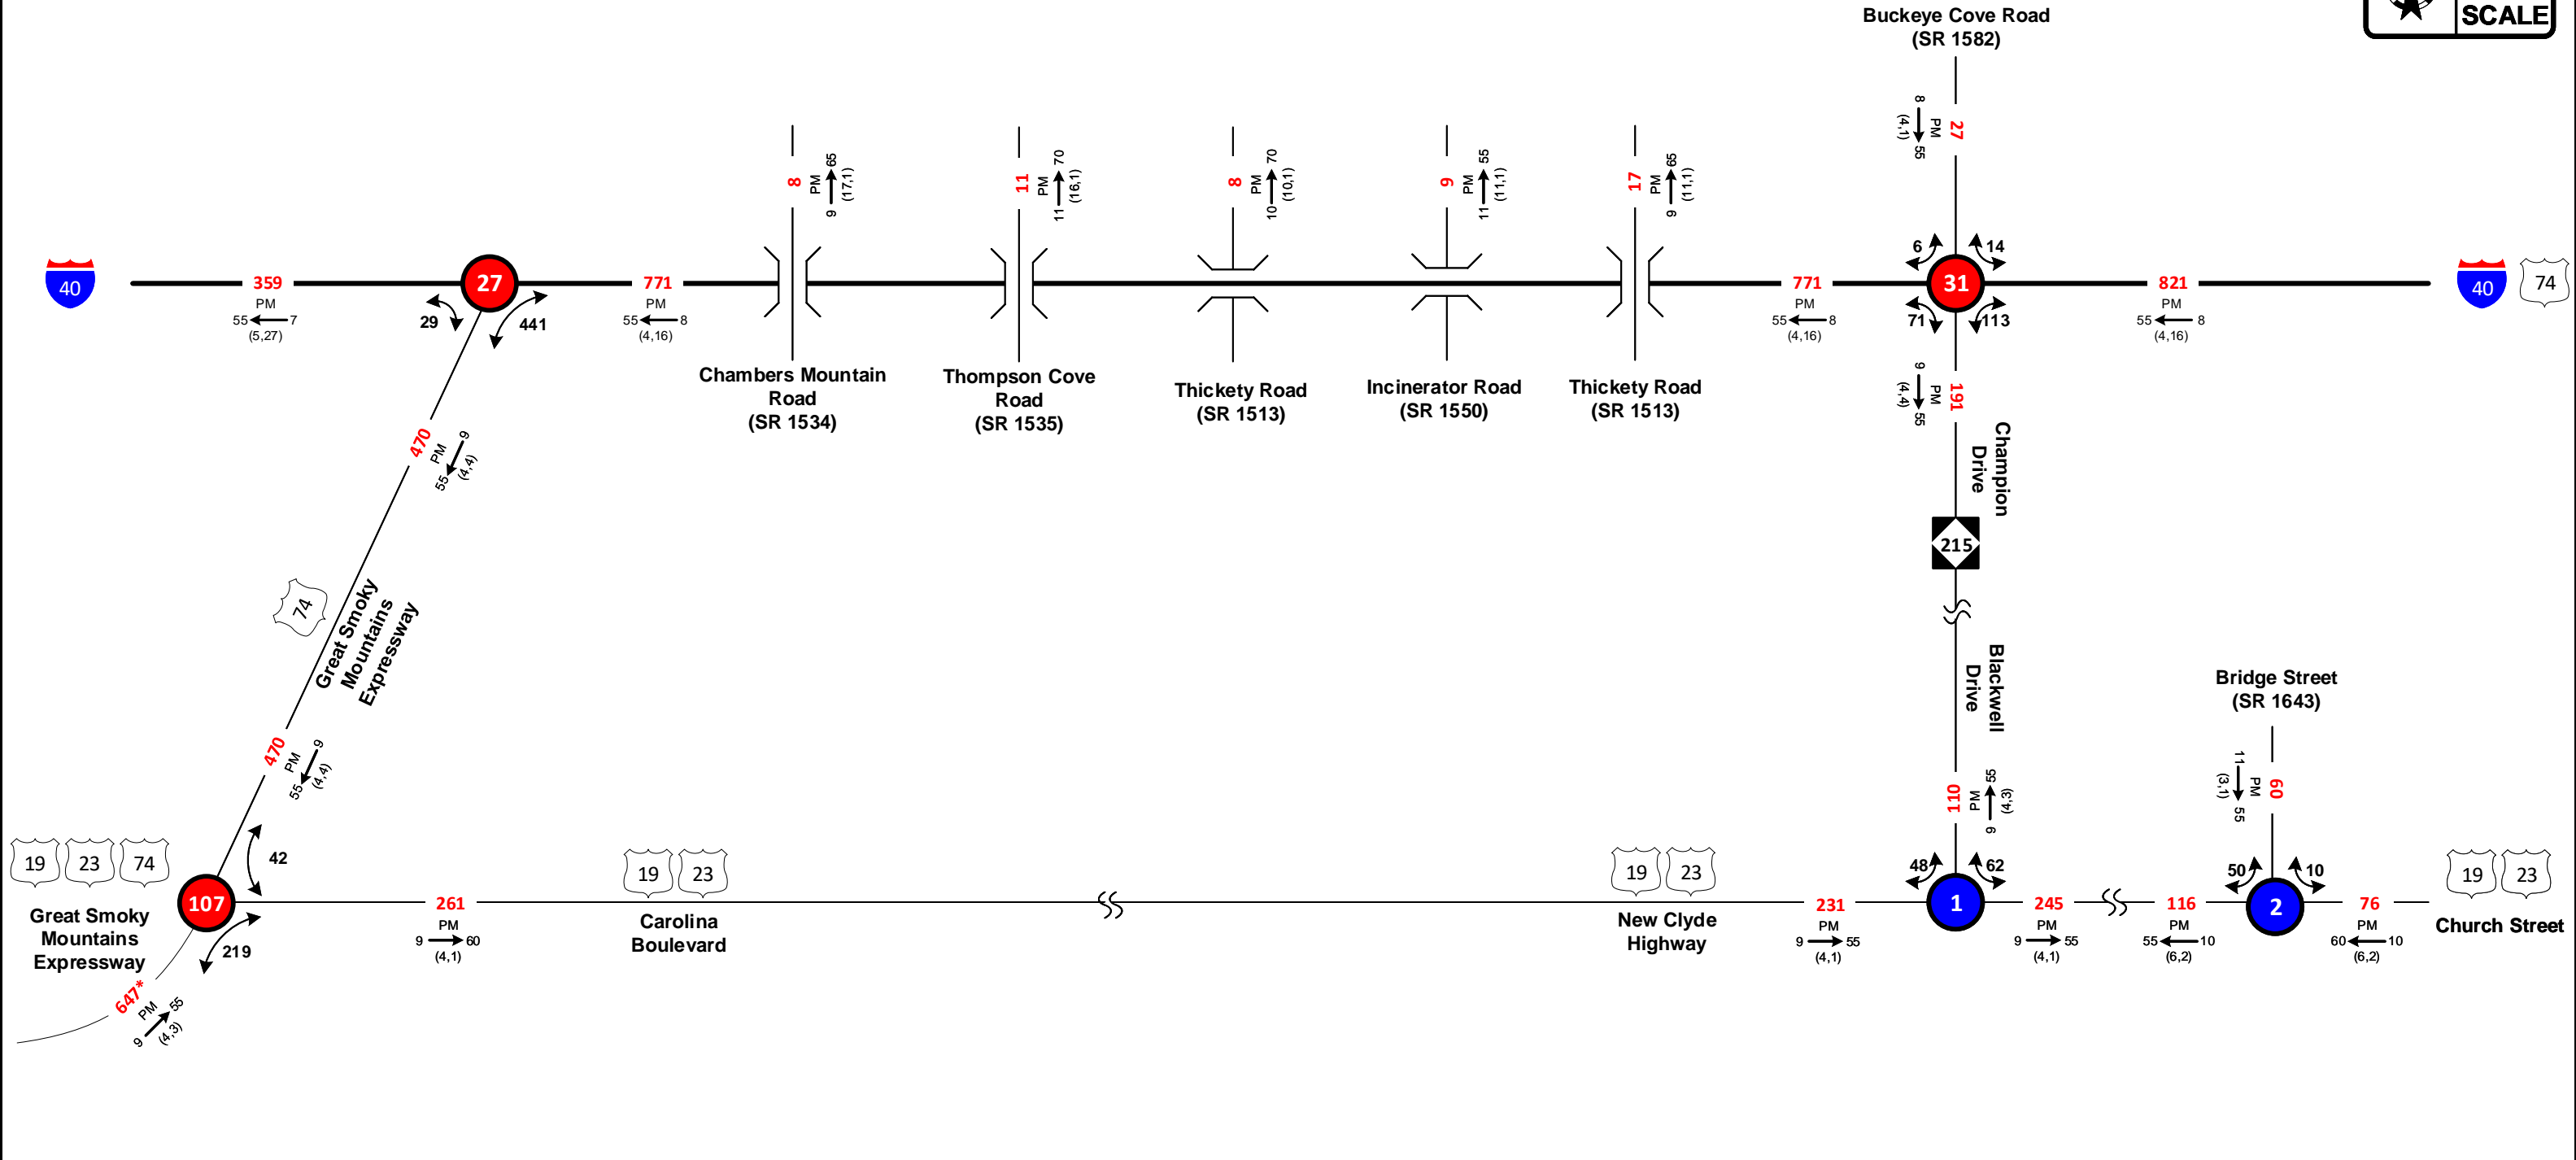 SCALE
Buckeye Cove Road
(SR 1582)
8
55
PM
(4,1)
27
8
PM
9
65
(17,1)
11
PM
11
70
(16,1)
8
PM
10
70
(10,1)
9
PM
11
55
(11,1)
17
PM
9
65
(11,1)
40
359
PM
55 7
(5,27)
27
29
441
771
PM
55 8
(4,16)
771
PM
55 8
(4,16)
6
14
31
71
113
821
PM
55 8
(4,16)
40
74
Chambers Mountain
Road
(SR 1534)
Thompson Cove
Road
(SR 1535)
Thickety Road
(SR 1513)
Incinerator Road
(SR 1550)
Thickety Road
(SR 1513)
9
55
PM
(4,4)
191
Champion
Drive
215
Blackwell
Drive
470
PM
9
55
(4,4)
74
Great Smoky
Mountains
Expressway
470
PM
9
55
(4,4)
110
PM
9
55
(4,3)
Bridge Street
(SR 1643)
11
55
PM
(3,1)
60
19 23 74
107
42
219
Great Smoky
Mountains
Expressway
647*
PM
9
55
(4,3)
261
PM
9 60
(4,1)
19 23
Carolina
Boulevard
19 23
New Clyde
Highway
231
PM
9 55
(4,1)
48
62
1
245
PM
9 55
(4,1)
116
PM
55 10
(6,2)
50
10
2
76
PM
60 10
(6,2)
19 23
Church Street